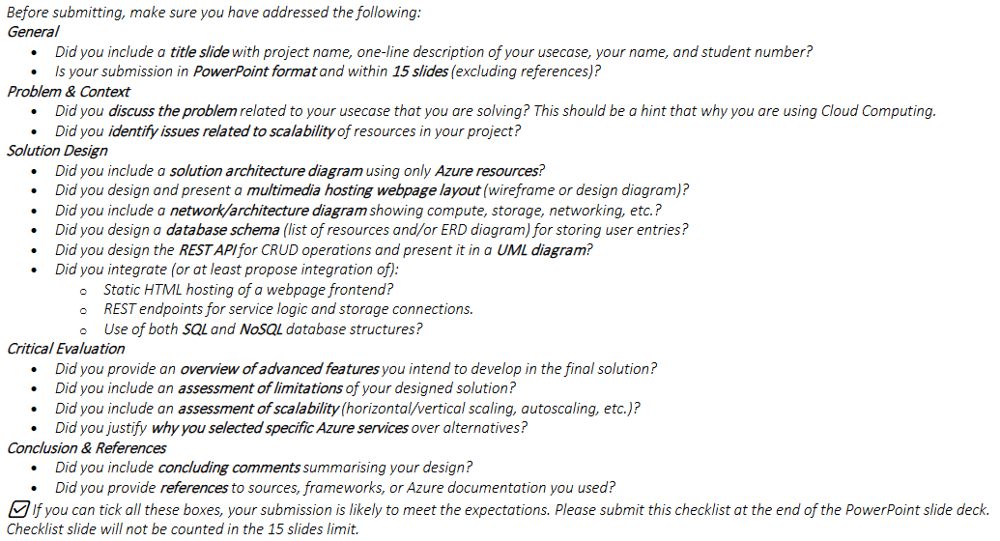 Before submitting, make sure you have addressed the following:
General
• Did you include a title slide with project name, one-line description of your usecase, your name, and student number?
• Is your submission in PowerPoint format and within 15 slides (excluding references)?
Problem & Context
• Did you discuss the problem related to your usecase that you are solving? This should be a hint that why you are using Cloud Computing.
• Did you identify issues related to scalability of resources in your project?
Solution Design
• Did you include a solution architecture diagram using only Azure resources?
• Did you design and present a multimedia hosting webpage layout (wireframe or design diagram)?
• Did you include a network/architecture diagram showing compute, storage, networking, etc.?
• Did you design a database schema (list of resources and/or ERD diagram) for storing user entries?
• Did you design the REST API for CRUD operations and present it in a UML diagram?
• Did you integrate (or at least propose integration of):
o Static HTML hosting of a webpage frontend?
o REST endpoints for service logic and storage connections.
o Use of both SQL and NoSQL database structures?
Critical Evaluation
• Did you provide an overview of advanced features you intend to develop in the final solution?
• Did you include an assessment of limitations of your designed solution?
• Did you include an assessment of scalability (horizontal/vertical scaling, autoscaling, etc.)?
• Did you justify why you selected specific Azure services over alternatives?
Conclusion & References
• Did you include concluding comments summarising your design?
• Did you provide references to sources, frameworks, or Azure documentation you used?
☑ If you can tick all these boxes, your submission is likely to meet the expectations. Please submit this checklist at the end of the PowerPoint slide deck.
Checklist slide will not be counted in the 15 slides limit.